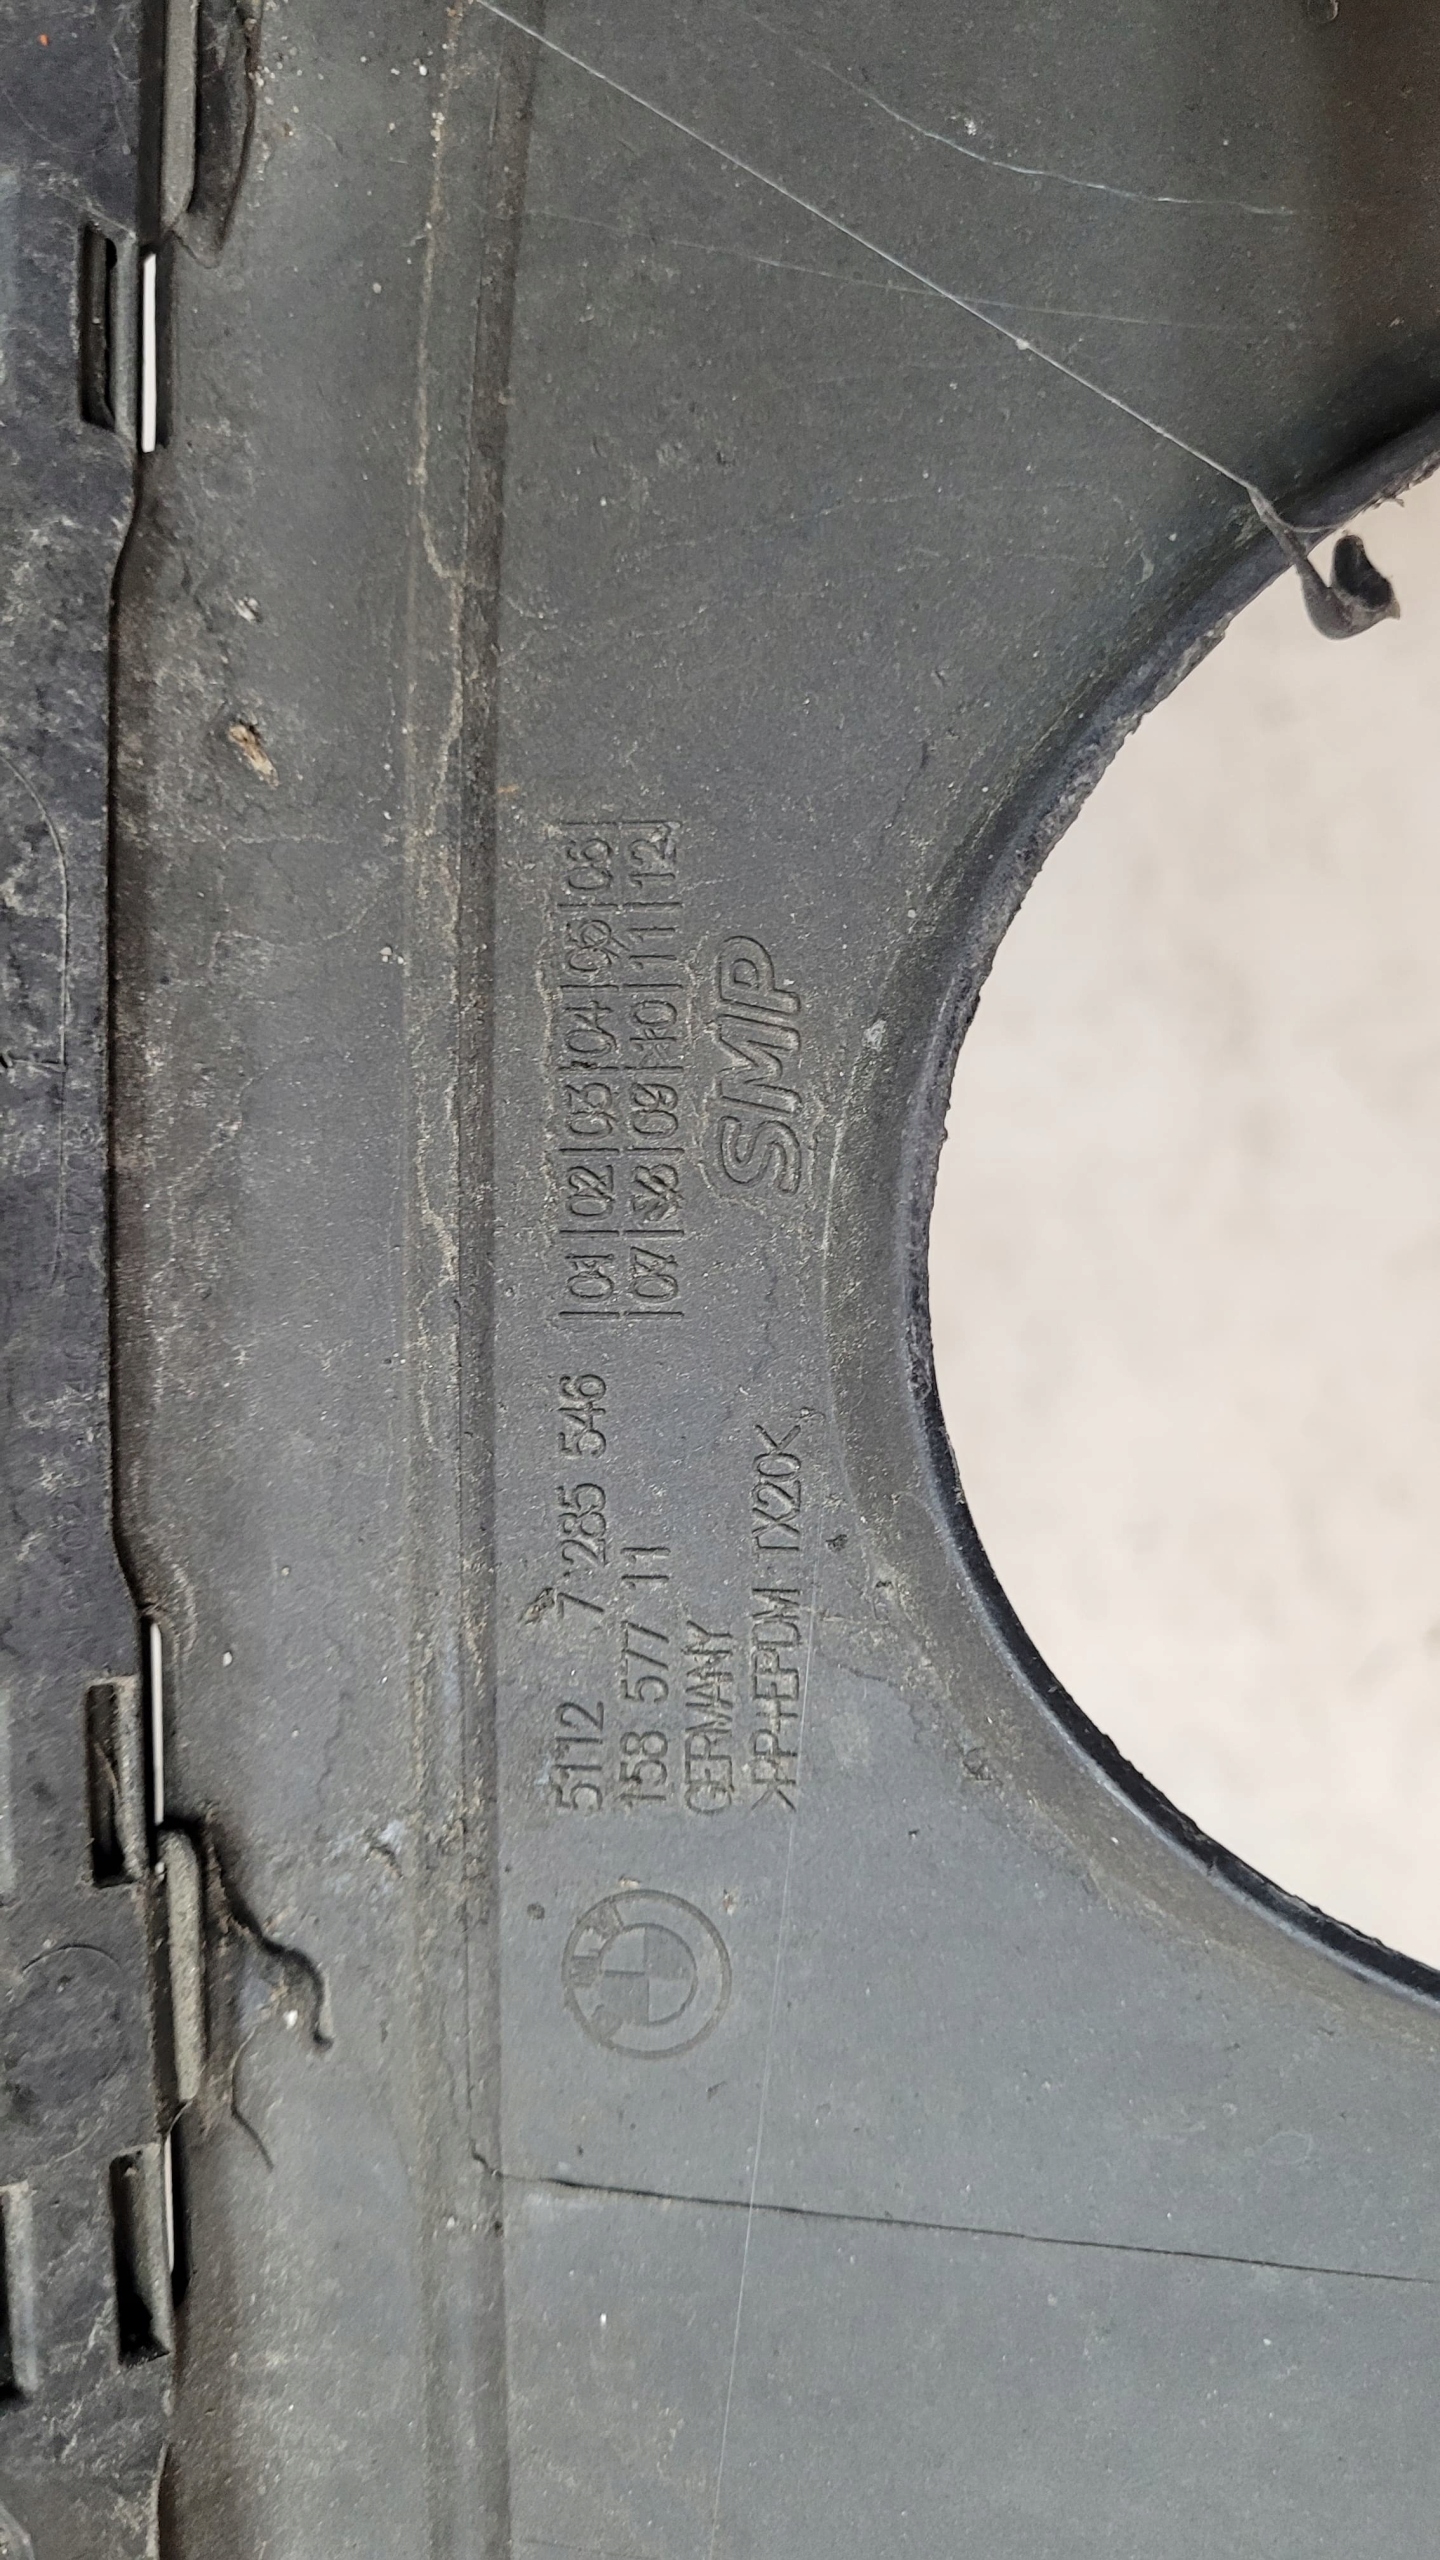 BMW
5112 7 285 546
158 577 11
GERMANY
>PP+EPDM TX20<
|01|02|03|04|05|06|
|07|08|09|10|11|12|
SMP